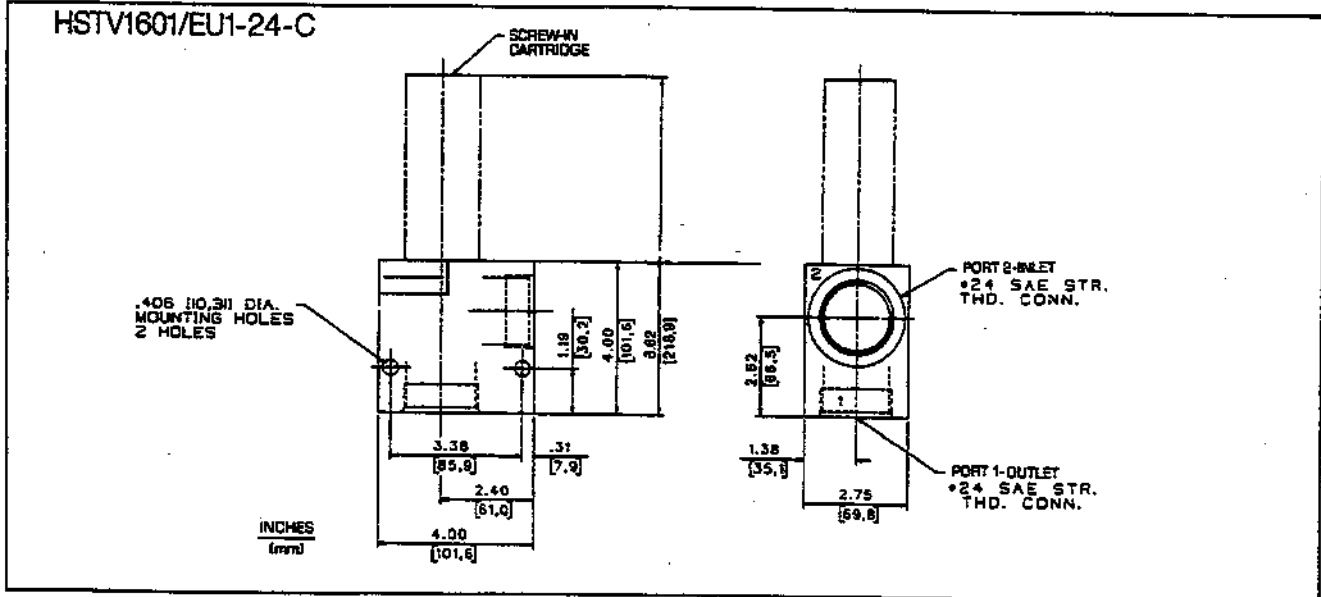 HSTV1601/EU1-24-C
SCREW-IN
CARTRIDGE
.406 [10,3] DIA.
MOUNTING HOLES
2 HOLES
1.19
[30,2]
4.00
[101,6]
8.62
[218,9]
3.38
[85,9]
.31
[7,9]
2.40
[61,0]
4.00
[101,6]
INCHES
[mm]
2
PORT 2-INLET
#24 SAE STR.
THD. CONN.
2.62
[66,5]
1
1.38
2.75
[69,8]
PORT 1-OUTLET
#24 SAE STR.
THD. CONN.